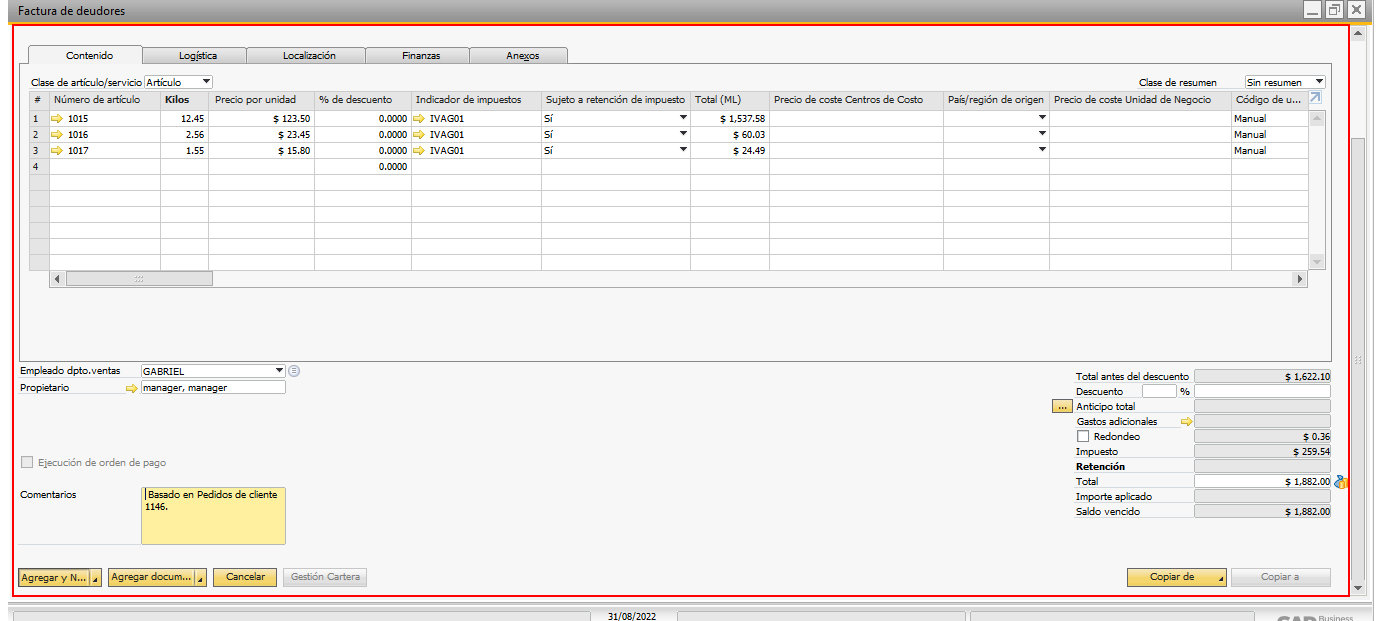 Factura de deudores
Contenido Logística Localización Finanzas Anexos
Clase de artículo/servicio Artículo Clase de resumen Sin resumen
# Número de artículo Kilos Precio por unidad % de descuento Indicador de impuestos Sujeto a retención de impuesto Total (ML) Precio de coste Centros de Costo País/región de origen Precio de coste Unidad de Negocio Código de u...
1 1015 12.45 $ 123.50 0.0000 IVAG01 Sí $ 1,537.58 Manual
2 1016 2.56 $ 23.45 0.0000 IVAG01 Sí $ 60.03 Manual
3 1017 1.55 $ 15.80 0.0000 IVAG01 Sí $ 24.49 Manual
4 0.0000
Empleado dpto.ventas GABRIEL
Propietario manager, manager
Total antes del descuento $ 1,622.10
Descuento %
... Anticipo total
Gastos adicionales
Redondeo $ 0.36
Impuesto $ 259.54
Retención
Total $ 1,882.00
Importe aplicado
Saldo vencido $ 1,882.00
Ejecución de orden de pago
Comentarios Basado en Pedidos de cliente
1146.
Agregar y N... Agregar docum... Cancelar Gestión Cartera Copiar de Copiar a
31/08/2022 SAP Business